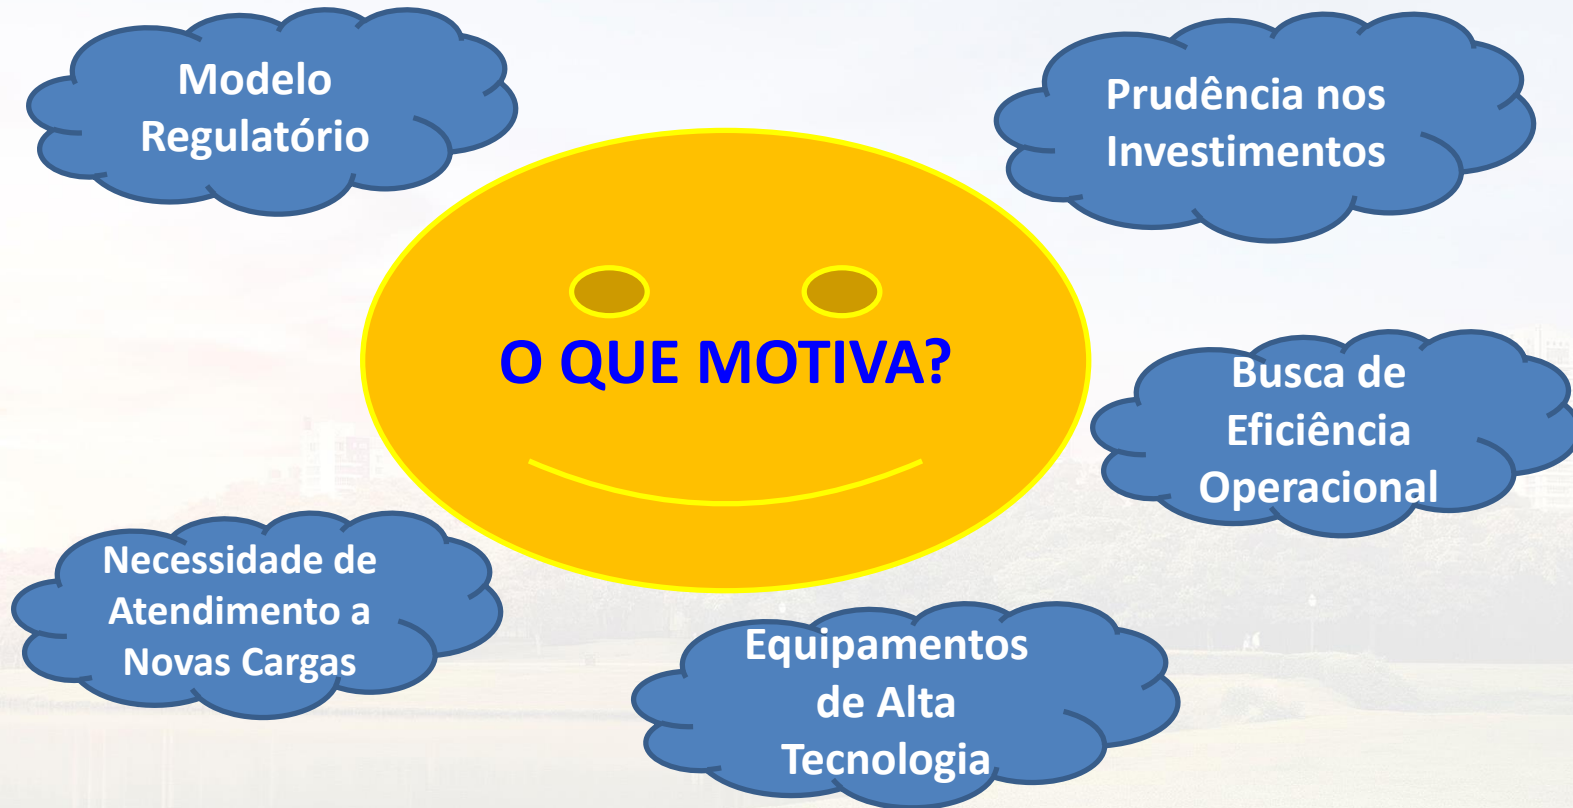 Modelo
Regulatório
Prudência nos
Investimentos
O QUE MOTIVA?
Busca de
Eficiência
Operacional
Necessidade de
Atendimento a
Novas Cargas
Equipamentos
de Alta
Tecnologia